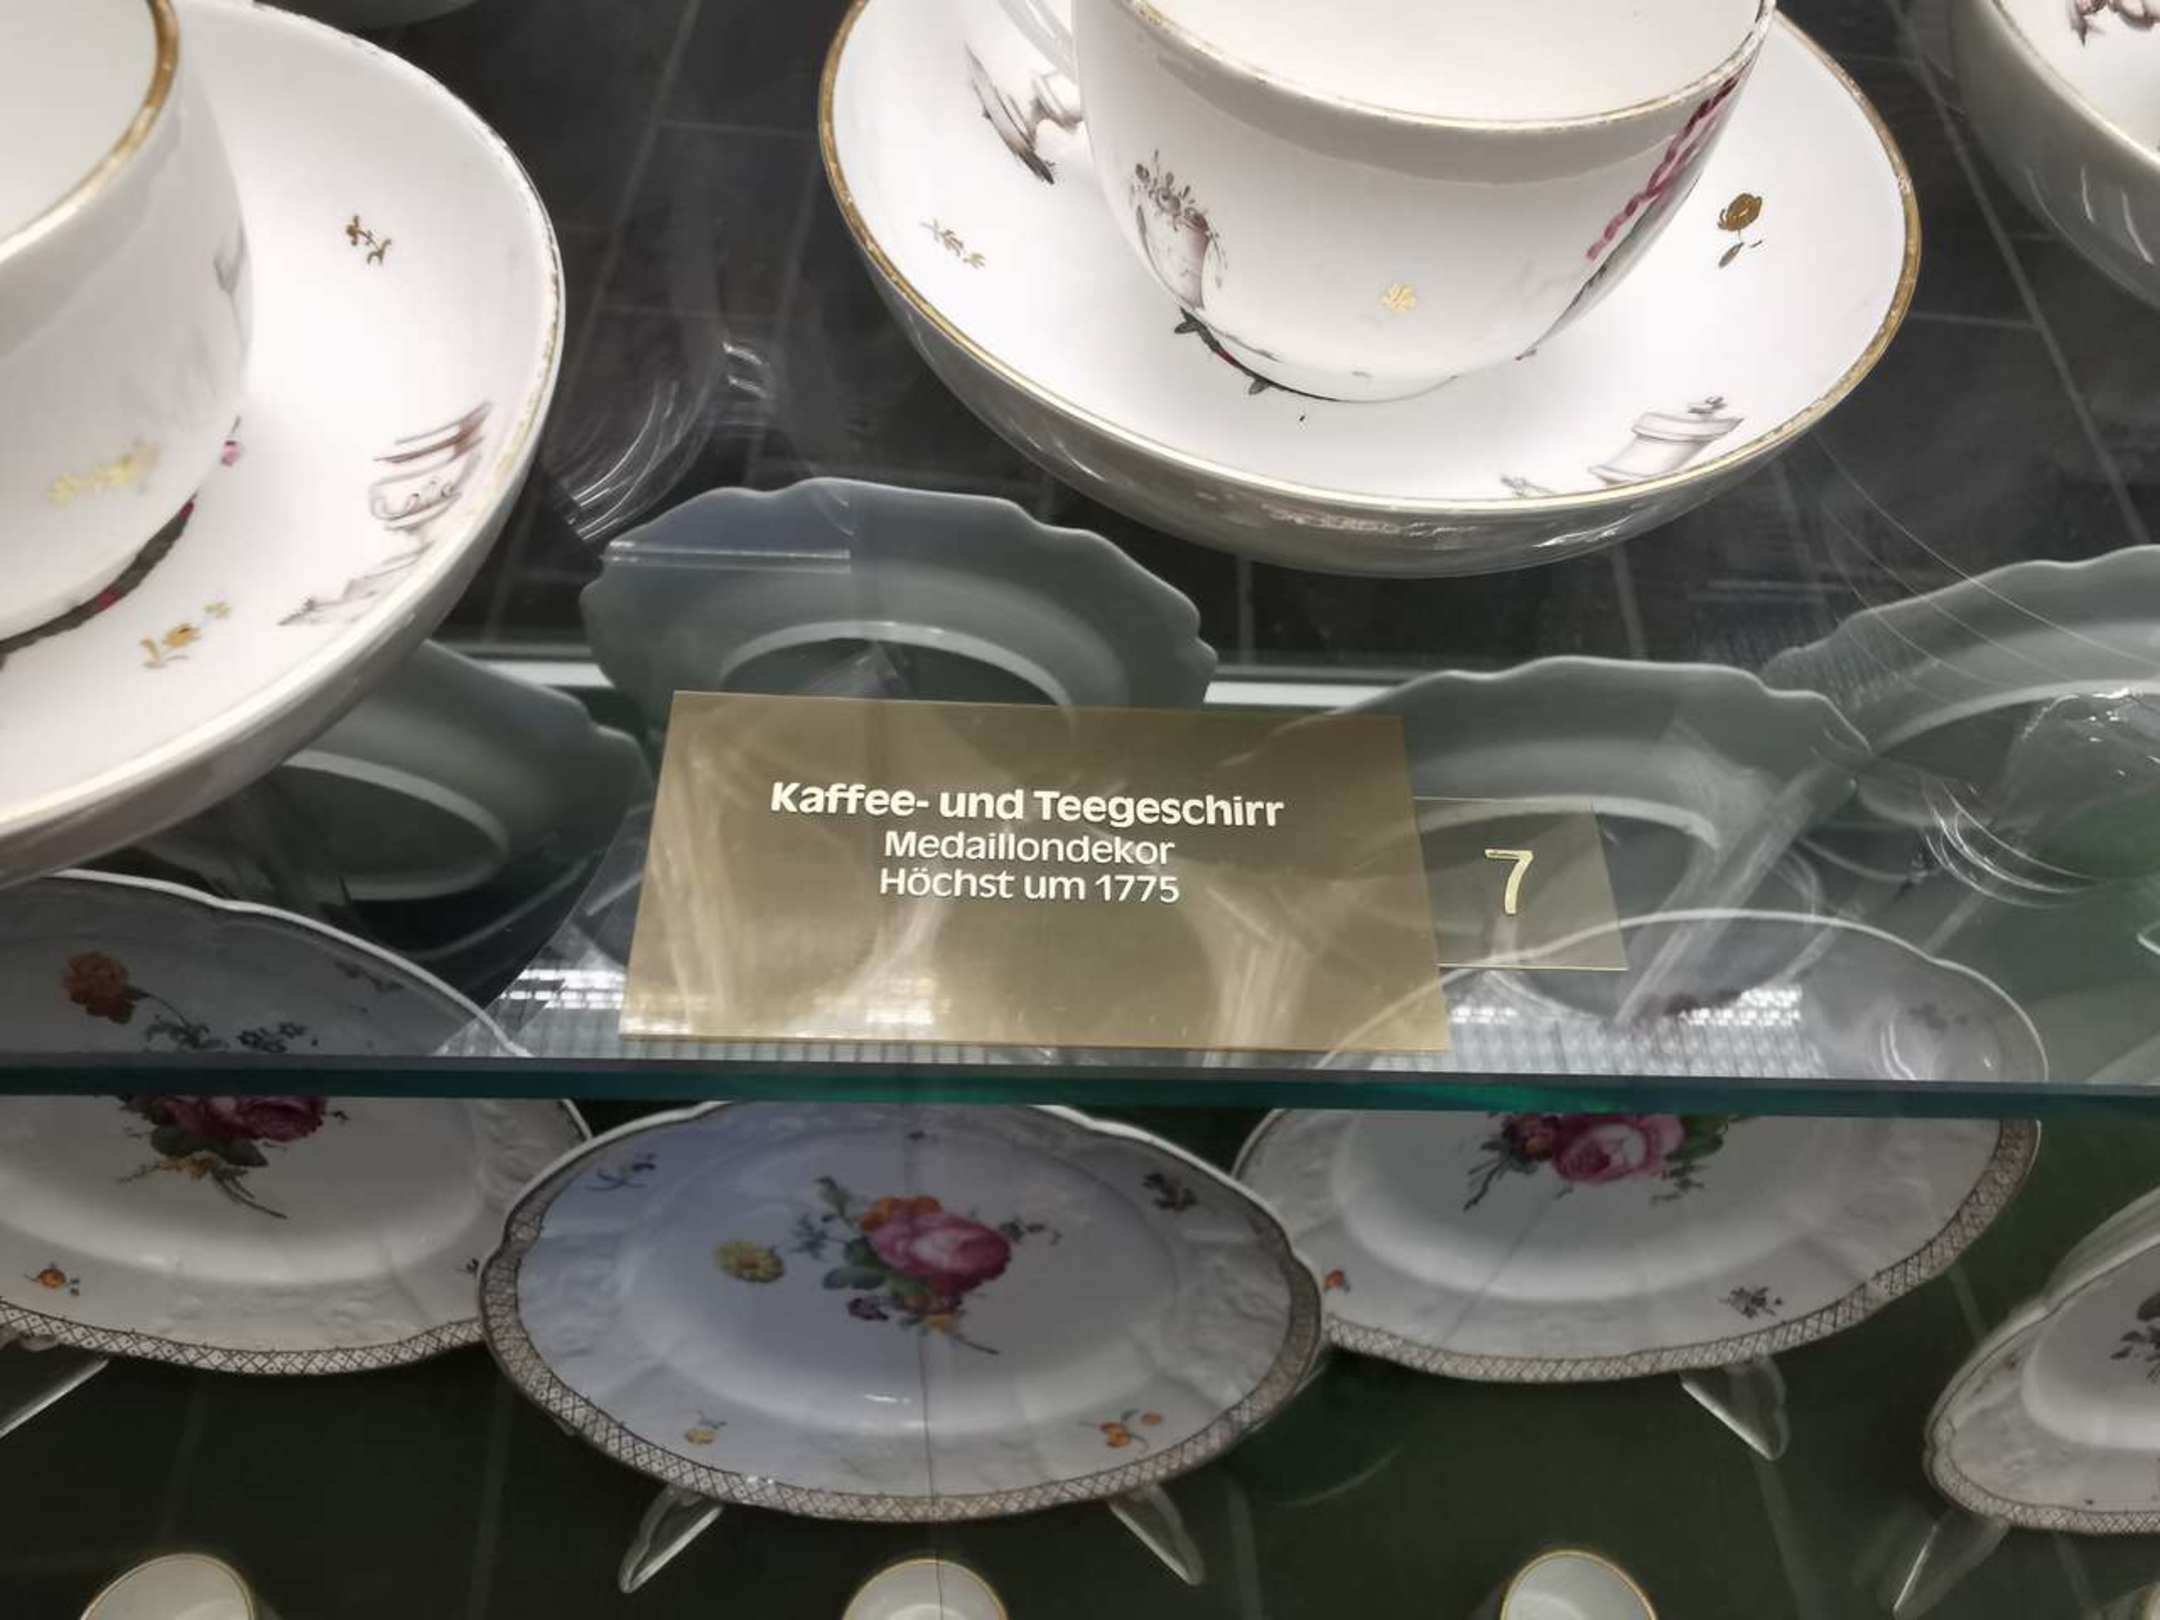 Kaffee- und Teegeschirr
Medaillondekor
Höchst um 1775
7